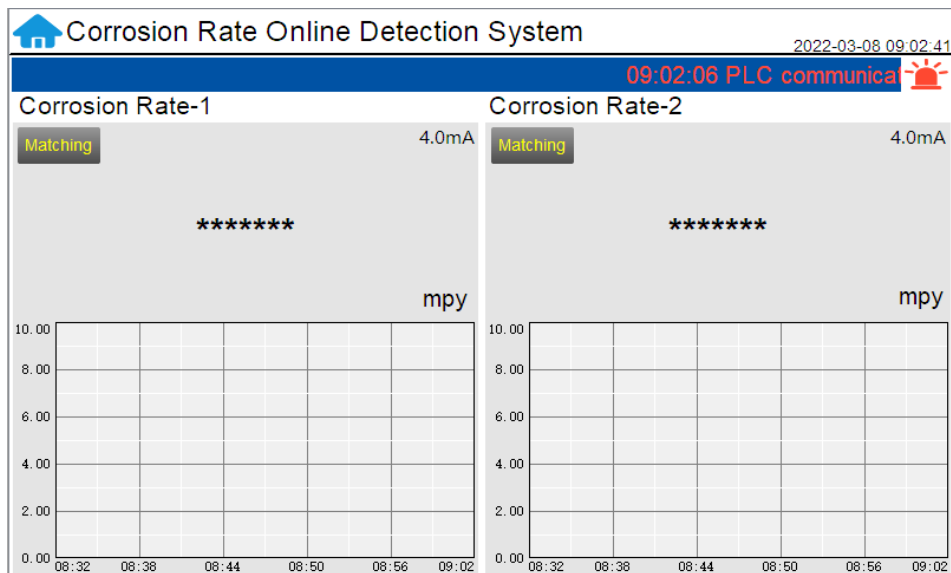 Corrosion Rate Online Detection System
2022-03-08 09:02:41
09:02:06 PLC
Corrosion Rate-1
Matching
4.0mA
*******
mpy
10.00
8.00
6.00
4.00
2.00
0.00
08:32 08:38 08:44 08:50 08:56 09:02
Corrosion Rate-2
Matching
4.0mA
*******
mpy
10.00
8.00
6.00
4.00
2.00
0.00
08:32 08:38 08:44 08:50 08:56 09:02